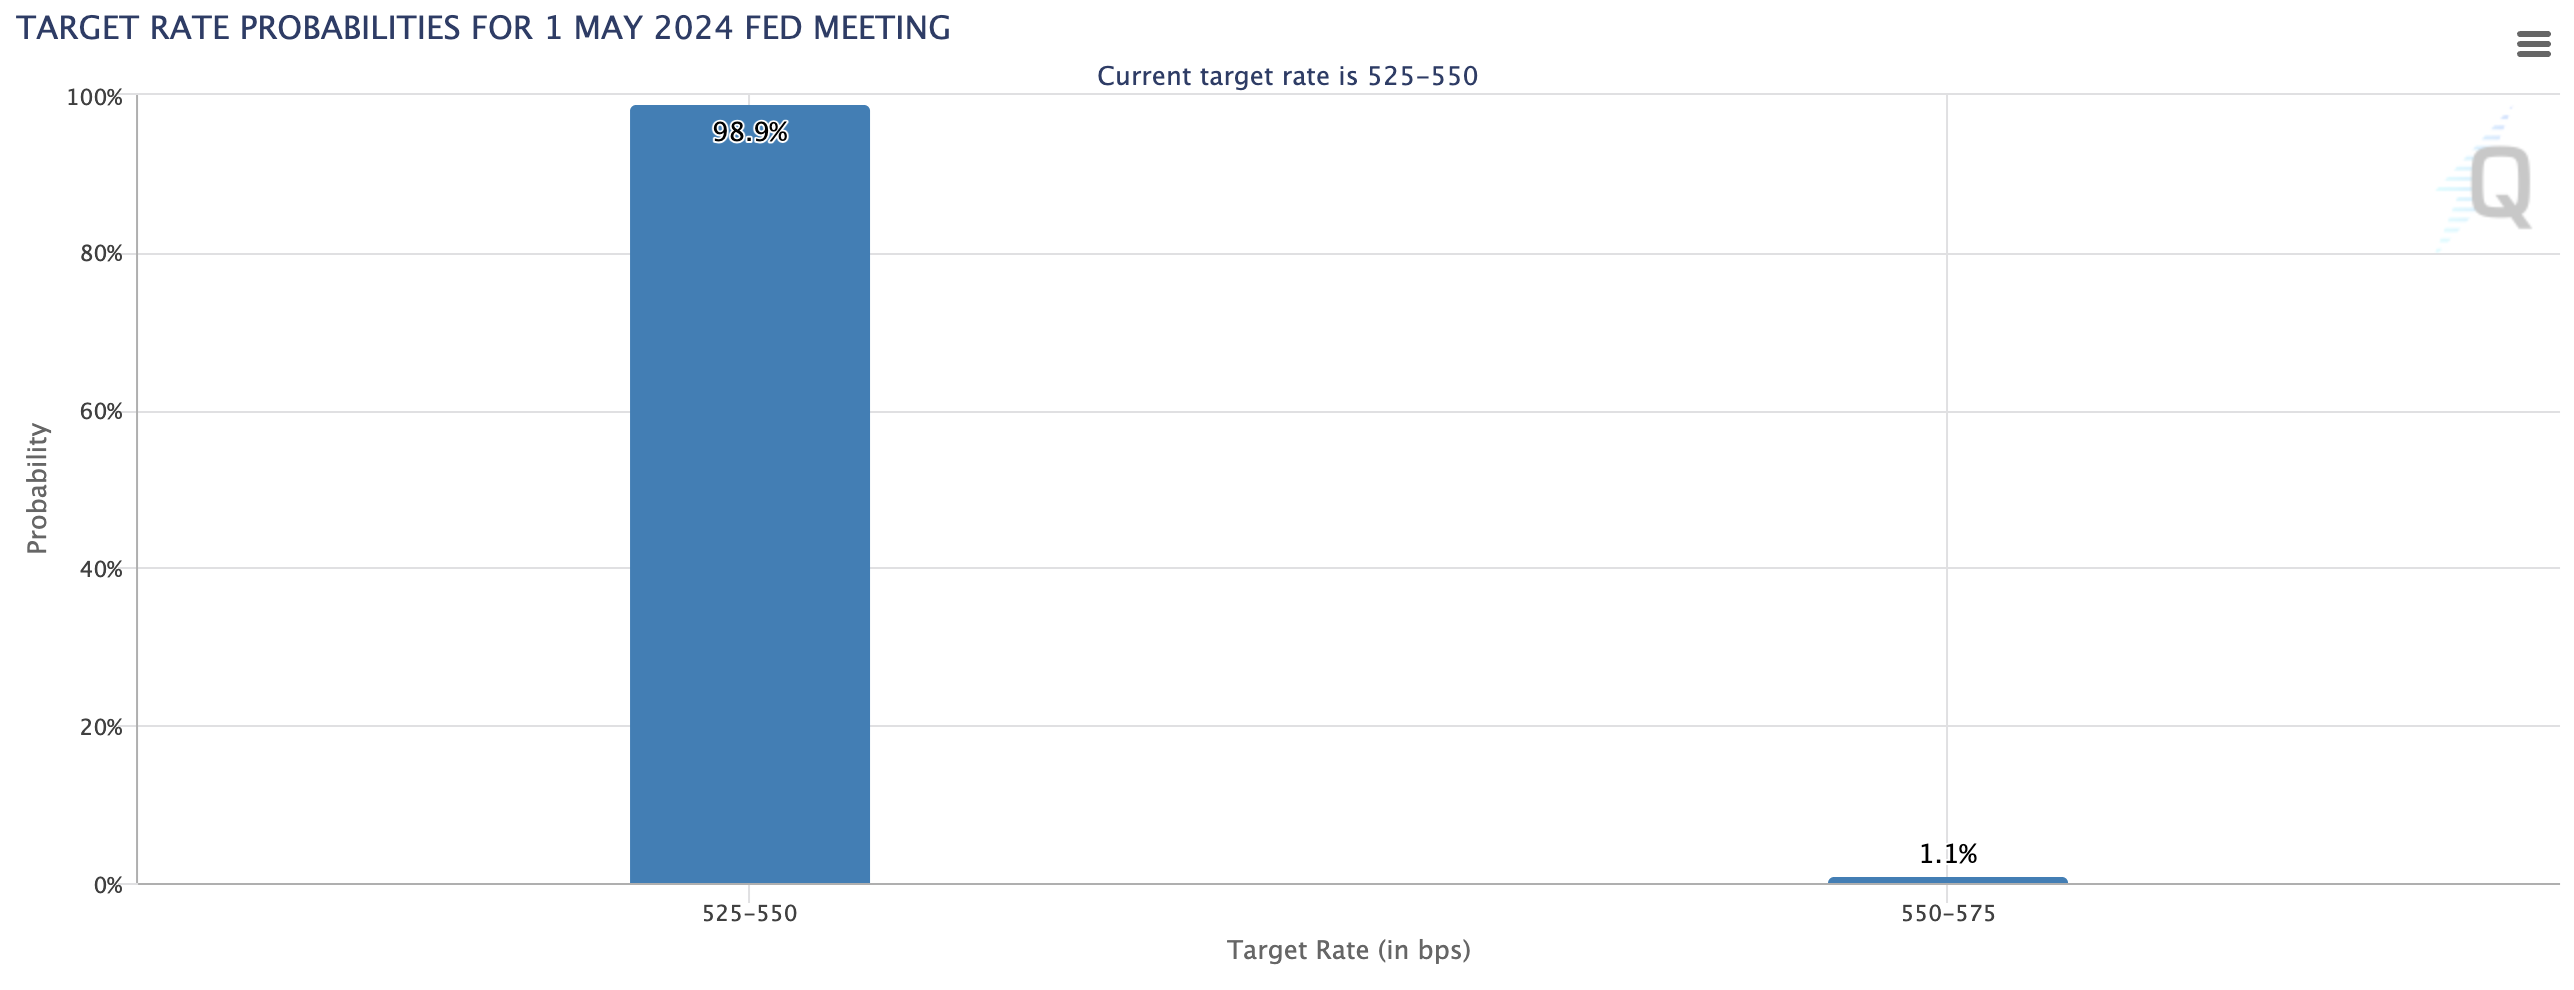 TARGET RATE PROBABILITIES FOR 1 MAY 2024 FED MEETING
Current target rate is 525–550
100%
80%
60%
40%
20%
0%
Probability
98.9%
1.1%
525–550
550–575
Target Rate (in bps)
Q